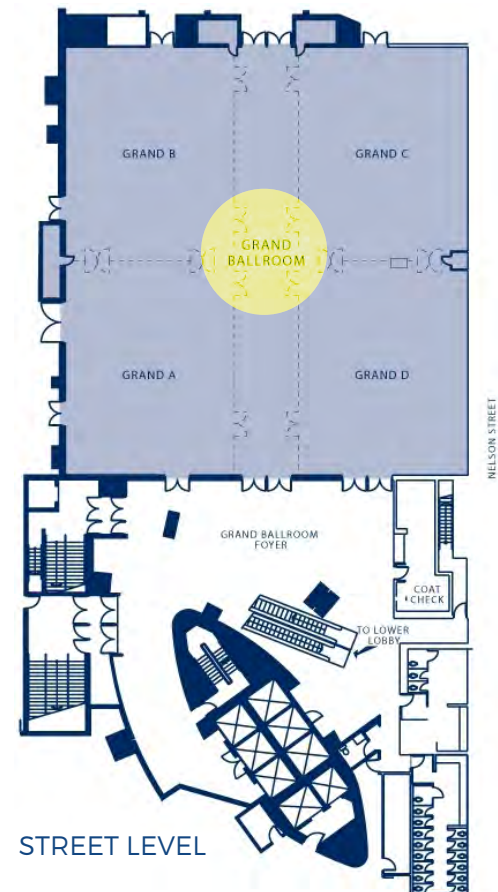 GRAND B
GRAND C
GRAND
BALLROOM
GRAND A
GRAND D
NELSON STREET
GRAND BALLROOM
FOYER
COAT
CHECK
TO LOWER
LOBBY
STREET LEVEL